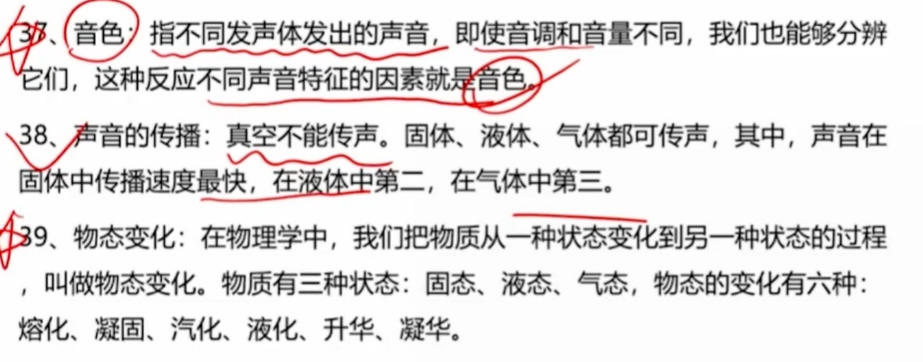 37、音色：指不同发声体发出的声音，即使音调和音量不同，我们也能够分辨
它们，这种反应不同声音特征的因素就是音色。
38、声音的传播：真空不能传声。固体、液体、气体都可传声，其中，声音在
固体中传播速度最快，在液体中第二，在气体中第三。
39、物态变化：在物理学中，我们把物质从一种状态变化到另一种状态的过程
，叫做物态变化。物质有三种状态：固态、液态、气态，物态的变化有六种：
熔化、凝固、汽化、液化、升华、凝华。